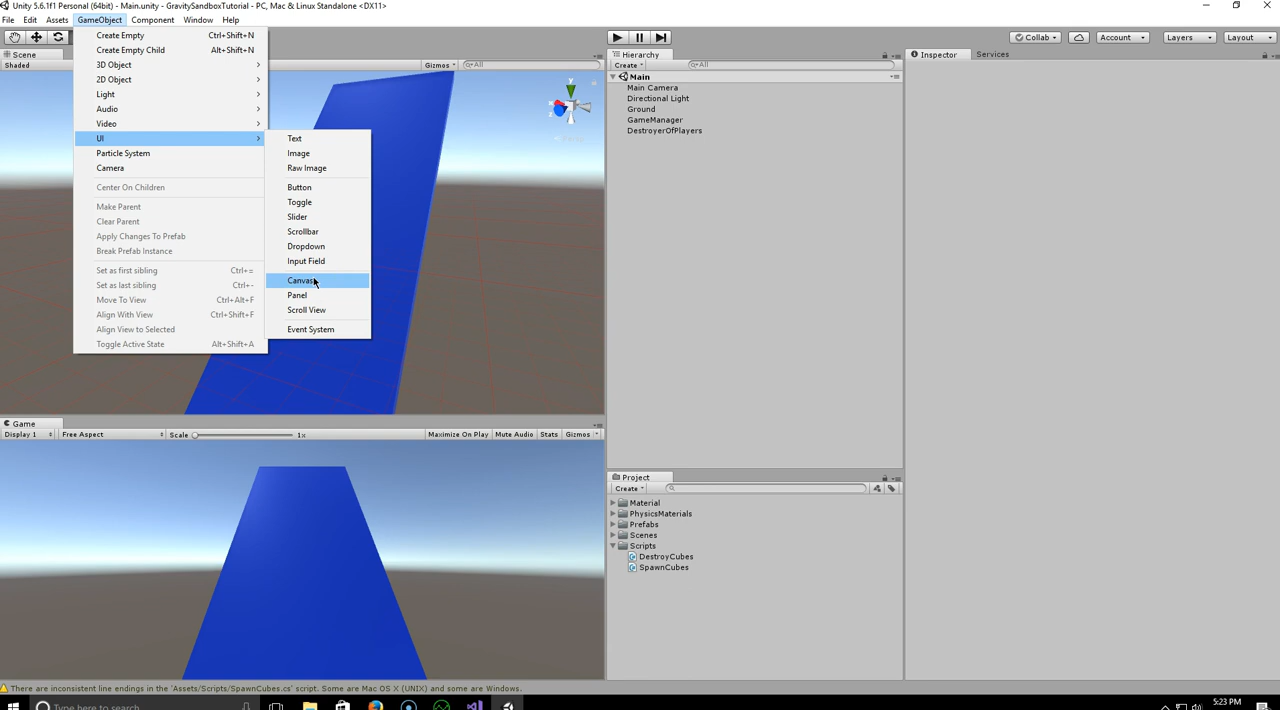 Unity 5.6.1f1 Personal (64bit) - Main.unity - GravitySandboxTutorial - PC, Mac & Linux Standalone <DX11>
File Edit Assets GameObject Component Window Help
Collab Account Layers Layout
Create Empty Ctrl+Shift+N
Create Empty Child Alt+Shift+N
3D Object
2D Object
Light
Audio
Video
UI
Particle System
Camera
Center On Children
Make Parent
Clear Parent
Apply Changes To Prefab
Break Prefab Instance
Set as first sibling Ctrl+=
Set as last sibling Ctrl+-
Move To View Ctrl+Alt+F
Align With View Ctrl+Shift+F
Align View to Selected
Toggle Active State Alt+Shift+A
Text
Image
Raw Image
Button
Toggle
Slider
Scrollbar
Dropdown
Input Field
Canvas
Panel
Scroll View
Event System
Scene
Shaded
Gizmos All
y
Hierarchy
Create All
Main
Main Camera
Directional Light
Ground
GameManager
DestroyerOfPlayers
Inspector Services
Game
Display 1 Free Aspect Scale 1x Maximize On Play Mute Audio Stats Gizmos
Project
Create
Material
PhysicsMaterials
Prefabs
Scenes
Scripts
DestroyCubes
SpawnCubes
There are inconsistent line endings in the 'Assets/Scripts/SpawnCubes.cs' script. Some are Mac OS X (UNIX) and some are Windows.
Type here to search
5:23 PM